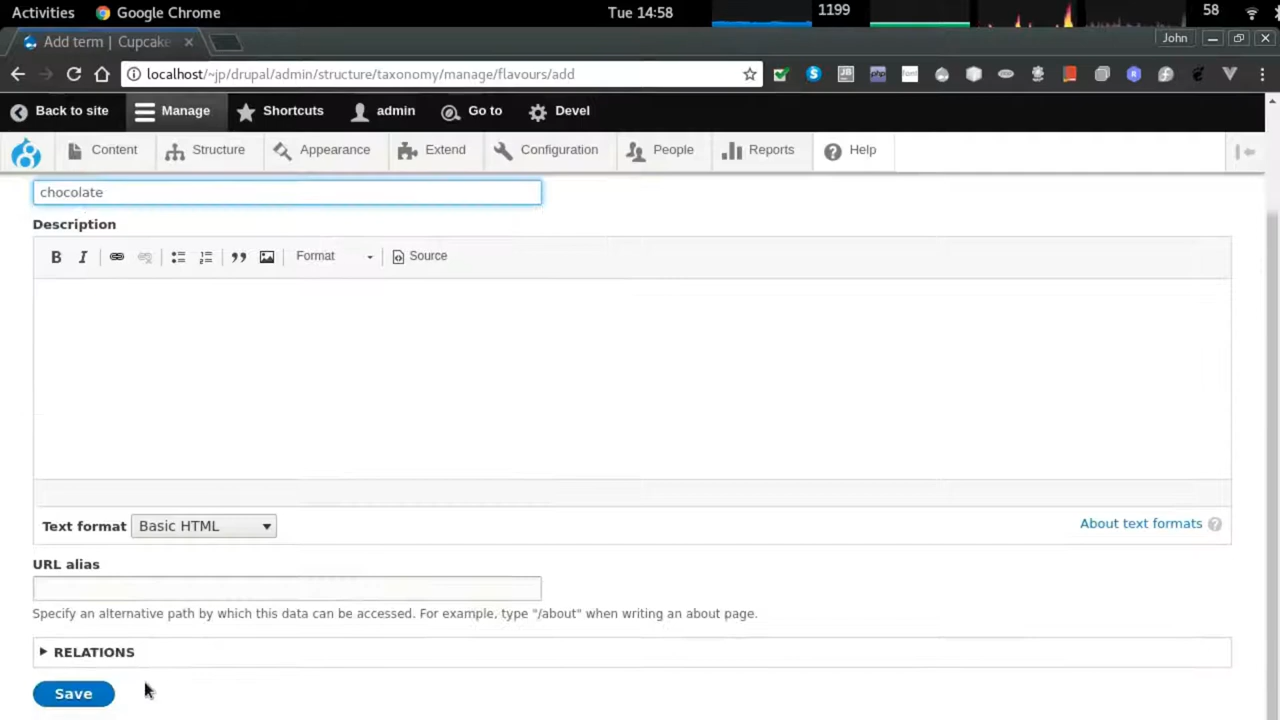 Activities Google Chrome Tue 14:58 1199 58
Add term | Cupcake John
localhost/~jp/drupal/admin/structure/taxonomy/manage/flavours/add
Back to site Manage Shortcuts admin Go to Devel
Content Structure Appearance Extend Configuration People Reports Help
chocolate
Description
B I Format Source
Text format Basic HTML About text formats ?
URL alias
Specify an alternative path by which this data can be accessed. For example, type "/about" when writing an about page.
RELATIONS
Save